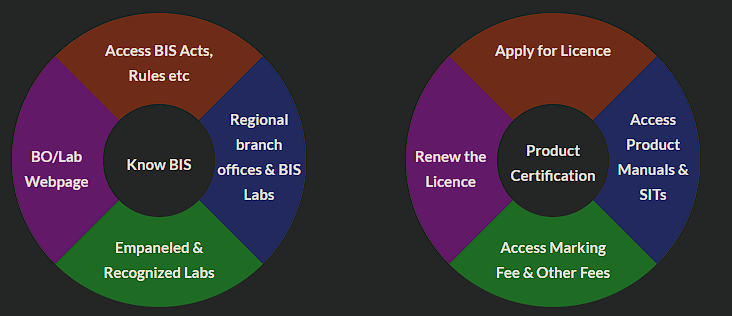 Access BIS Acts,
Rules etc
Regional
branch
offices & BIS
Labs
BO/Lab
Webpage
Know BIS
Empaneled &
Recognized Labs
Apply for Licence
Access
Product
Manuals &
SITs
Renew the
Licence
Product
Certification
Access Marking
Fee & Other Fees